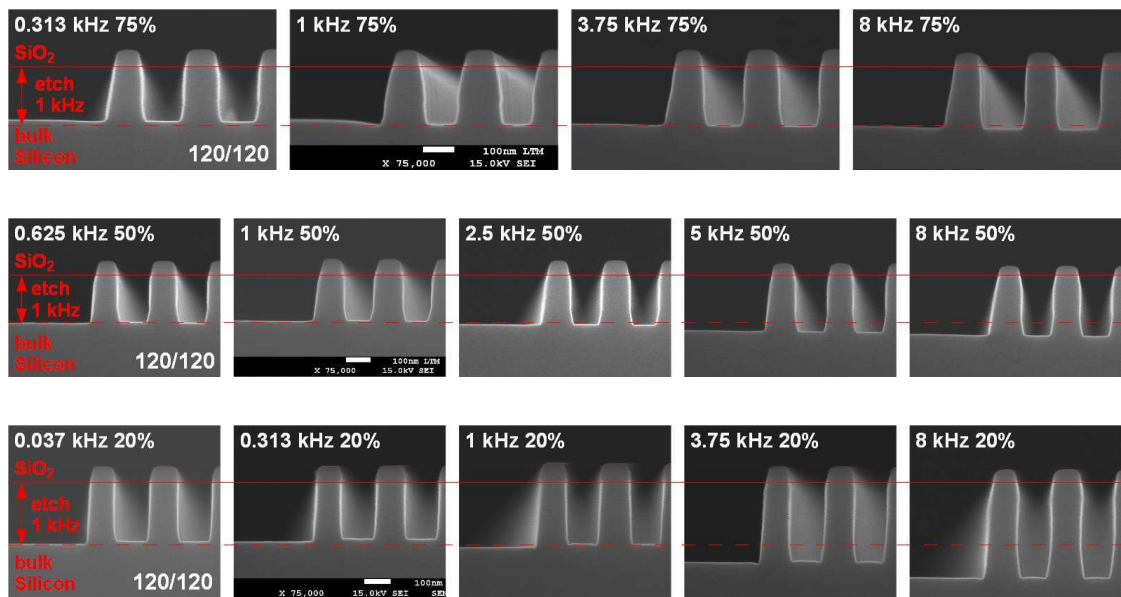 0.313 kHz 75%
SiO2
etch
1 kHz
bulk
Silicon
120/120
1 kHz 75%
100nm LTM
X 75,000 15.0kV SEI
3.75 kHz 75%
8 kHz 75%
0.625 kHz 50%
SiO2
etch
1 kHz
bulk
Silicon
120/120
1 kHz 50%
100nm LTM
X 75,000 15.0kV SEI
2.5 kHz 50%
5 kHz 50%
8 kHz 50%
0.037 kHz 20%
SiO2
etch
1 kHz
bulk
Silicon
120/120
0.313 kHz 20%
100nm
X 75,000 15.0kV SEI SEM
1 kHz 20%
3.75 kHz 20%
8 kHz 20%